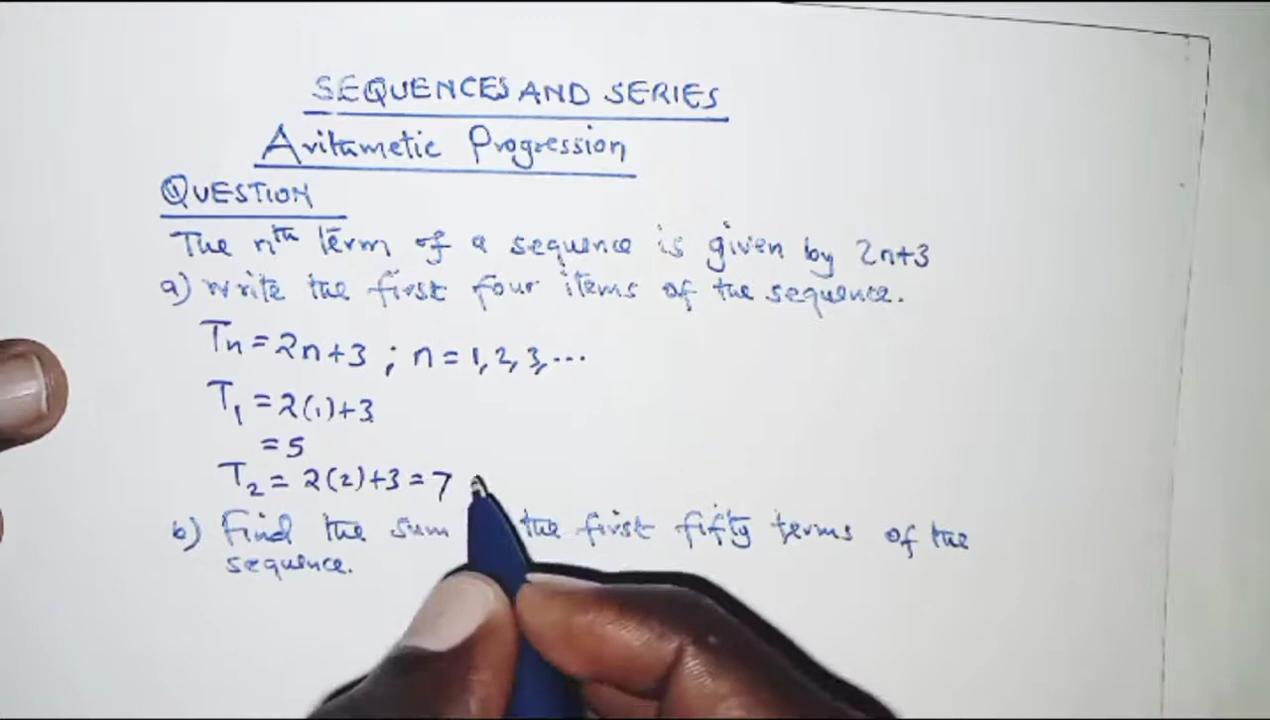 SEQUENCES AND SERIES
Aritametic Progression
QUESTION
The nth term of a sequence is given by 2n+3
a) Write the first four items of the sequence.
Tn = 2n+3 ; n = 1, 2, 3, ...
T1 = 2(1)+3
= 5
T2 = 2(2)+3 = 7
b) Find the sum the first fifty terms of the
sequence.